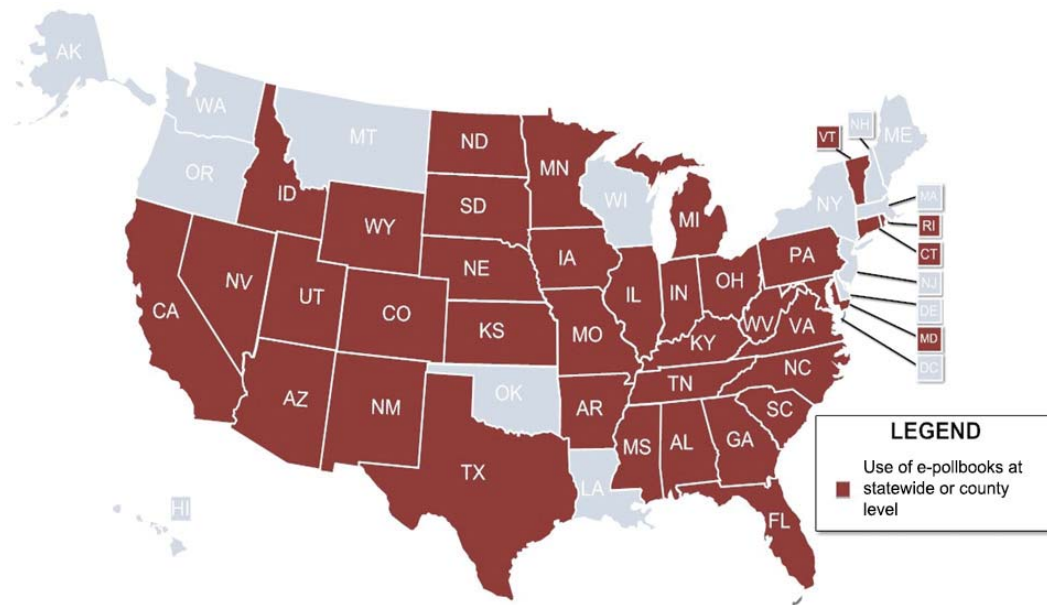 AK
WA
MT
ND
MN
VT
NH
ME
OR
ID
SD
WI
MI
NY
MA
RI
CT
WY
IA
PA
NE
NJ
NV
UT
CO
IL
IN
OH
DE
CA
KS
MO
WV
VA
MD
KY
DC
NC
TN
AZ
NM
OK
AR
SC
MS
AL
GA
TX
LA
HI
FL
LEGEND
Use of e-pollbooks at
statewide or county
level